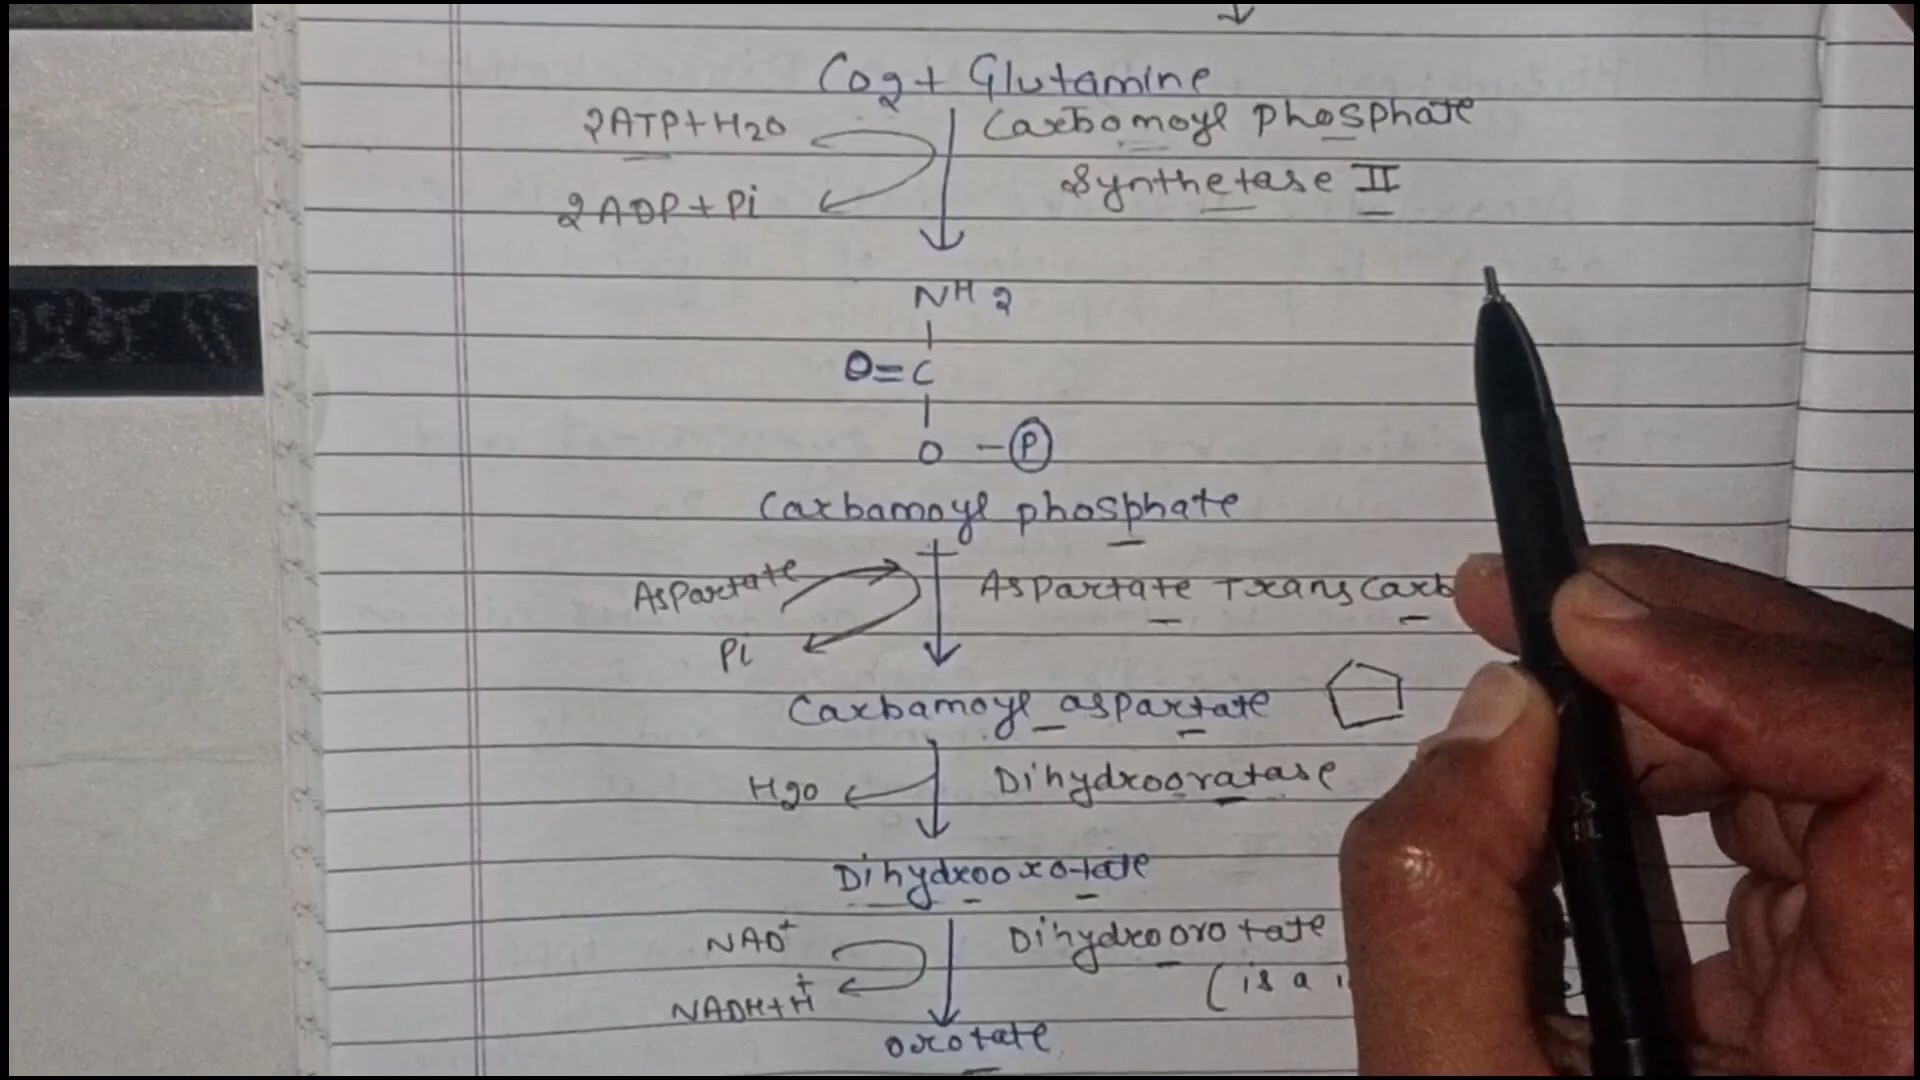 Co2 + Glutamine
2ATP+H2O
Carbamoyl phosphate
Synthetase II
2ADP+Pi
NH2
O=C
O - P
Carbamoyl phosphate
Aspartate
Aspartate Transcarb
Pi
Carbamoyl aspartate
H2O
Dihydrooratase
Dihydroorotate
NAD+
Dihydroorotate
NADH+H+
(is a
orotate